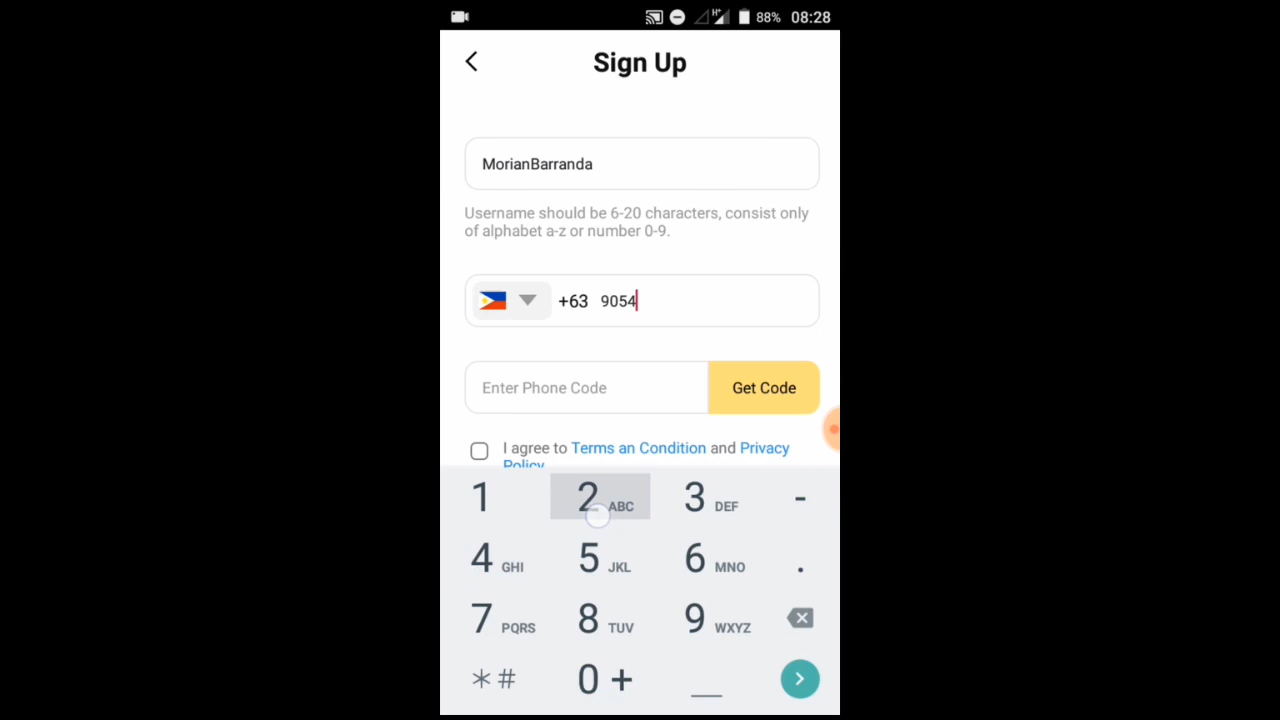 H+ 88% 08:28
Sign Up
MorianBarranda
Username should be 6-20 characters, consist only
of alphabet a-z or number 0-9.
+63 9054
Enter Phone Code Get Code
I agree to Terms an Condition and Privacy
Policy
1 2 ABC 3 DEF -
4 GHI 5 JKL 6 MNO .
7 PQRS 8 TUV 9 WXYZ
*# 0 + _